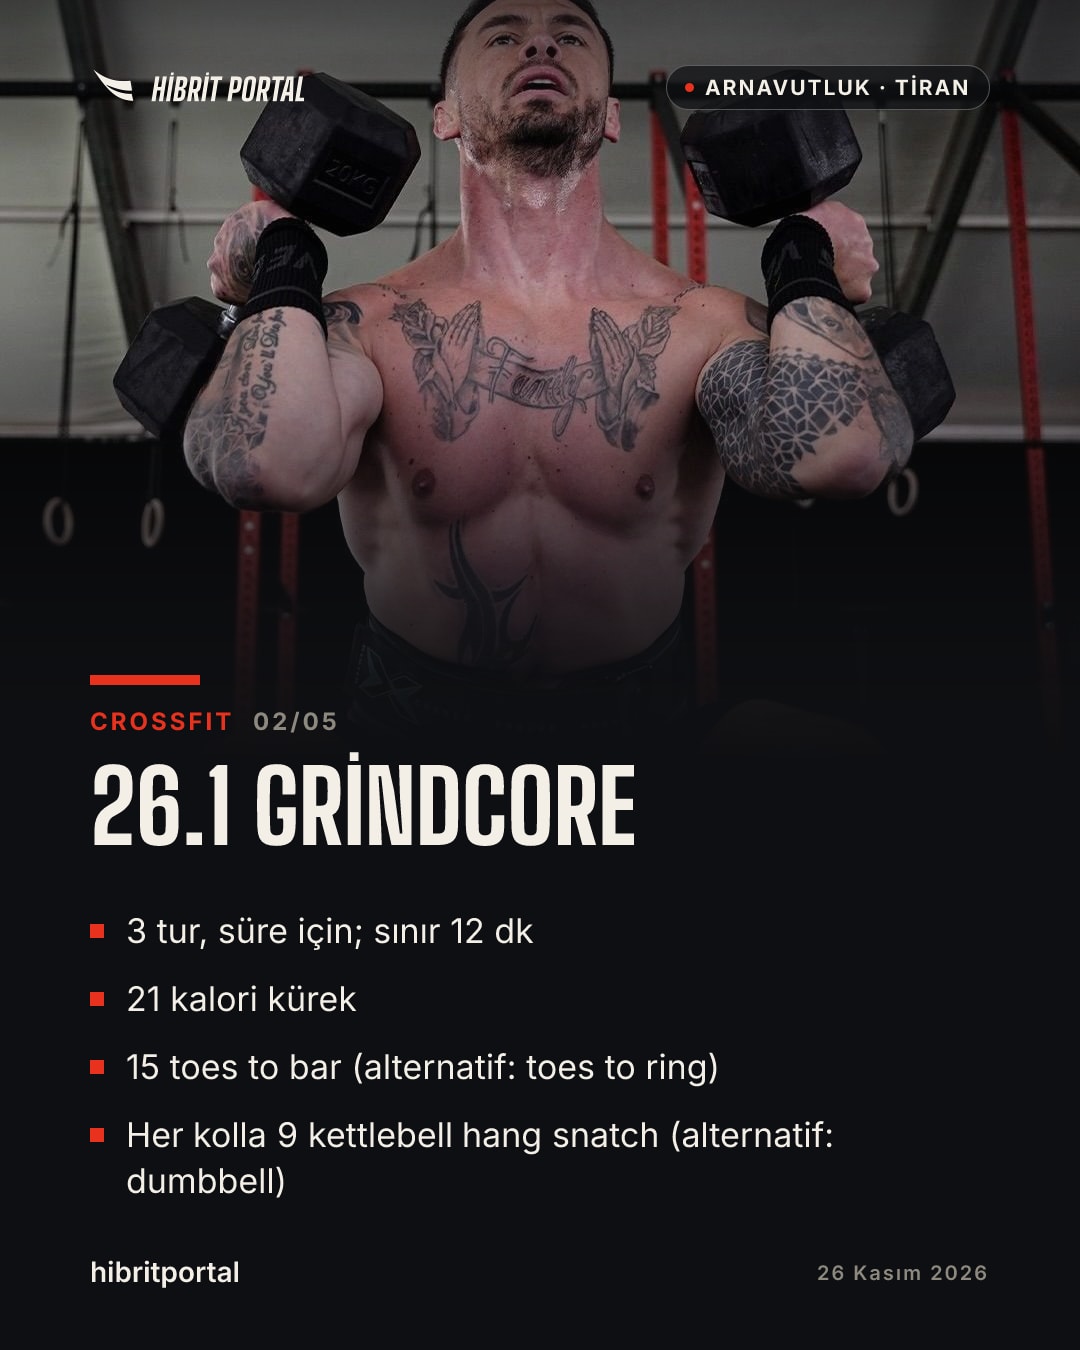 HİBRİT PORTAL
ARNAVUTLUK · TİRAN
20KG
Family
CROSSFIT 02/05
26.1 GRİNDCORE
3 tur, süre için; sınır 12 dk
21 kalori kürek
15 toes to bar (alternatif: toes to ring)
Her kolla 9 kettlebell hang snatch (alternatif:
dumbbell)
hibritportal
26 Kasım 2026